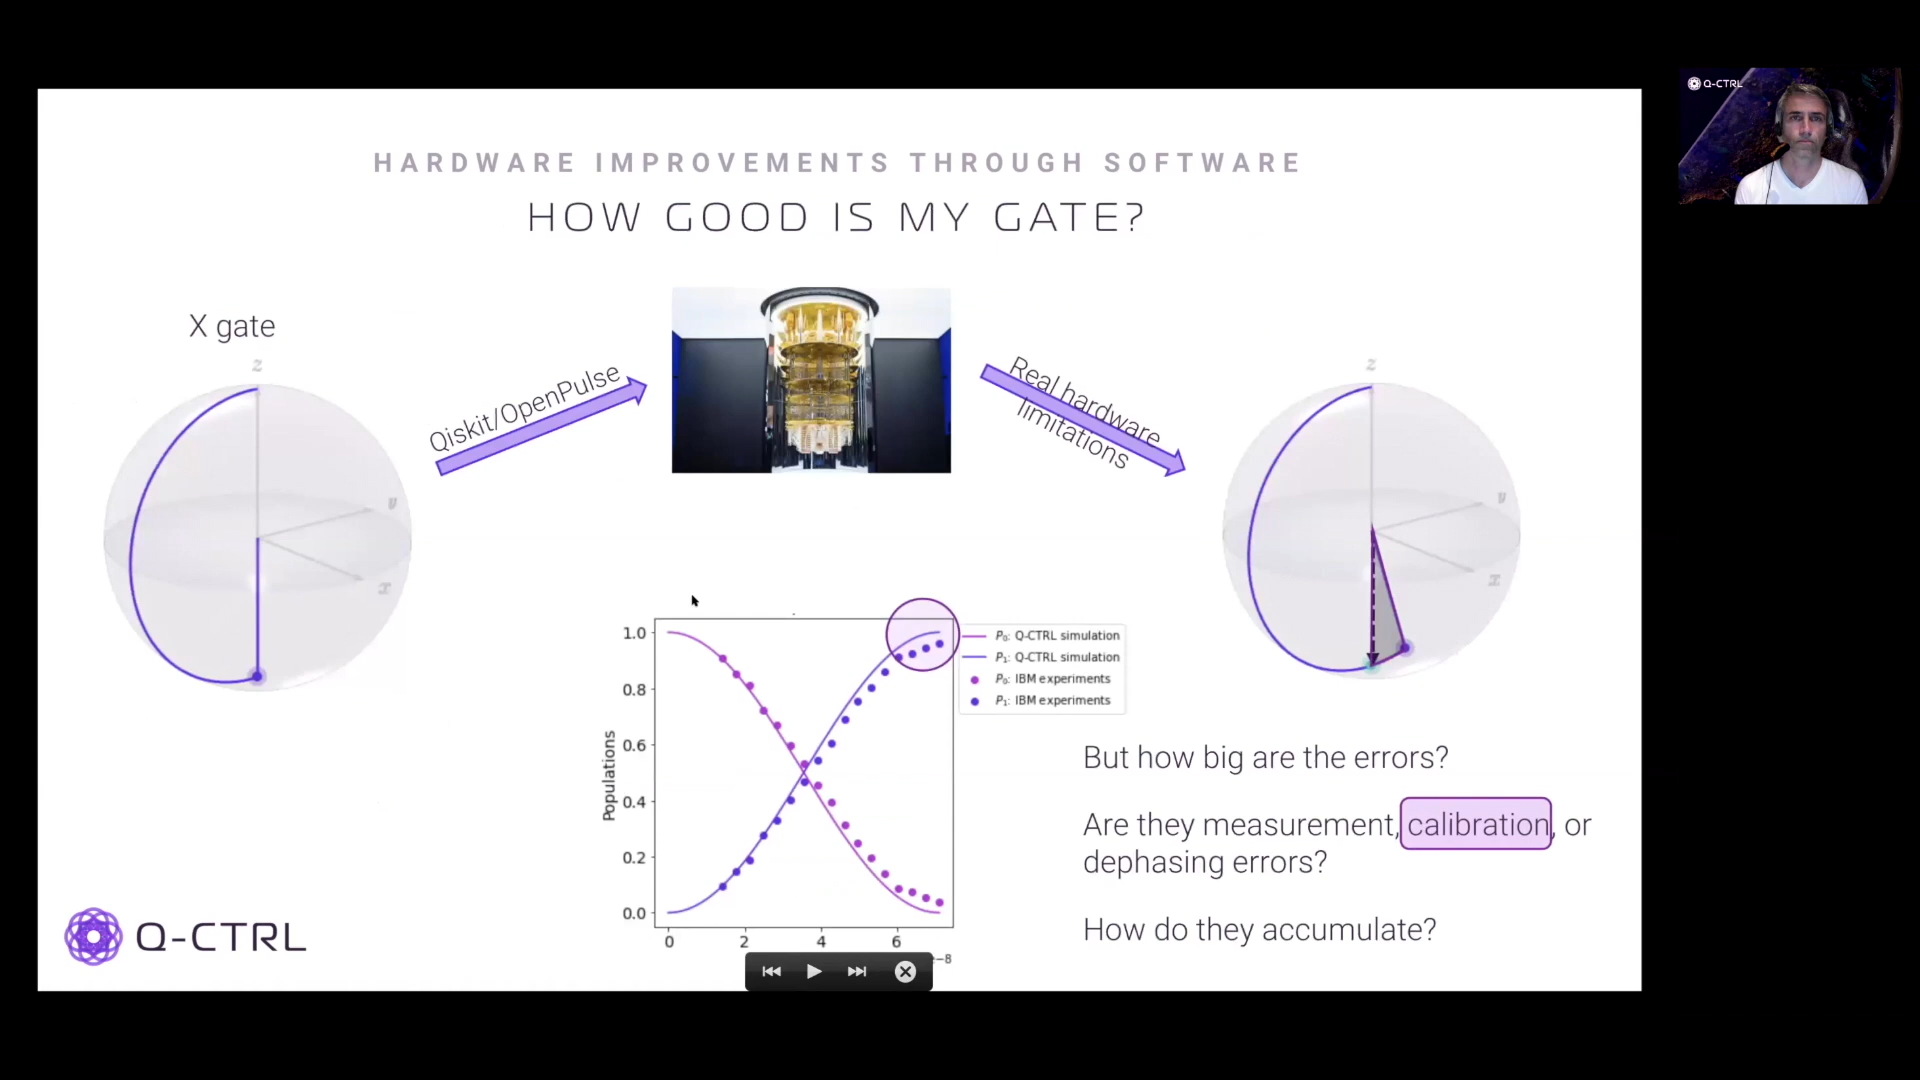 Q-CTRL
HARDWARE IMPROVEMENTS THROUGH SOFTWARE
HOW GOOD IS MY GATE?
X gate
z
y
x
Qiskit/OpenPulse
Real hardware
limitations
z
y
x
1.0
0.8
0.6
0.4
0.2
0.0
Populations
0 2 4 6
e−8
P₀: Q-CTRL simulation
P₁: Q-CTRL simulation
P₀: IBM experiments
P₁: IBM experiments
But how big are the errors?
Are they measurement, calibration, or
dephasing errors?
How do they accumulate?
Q-CTRL